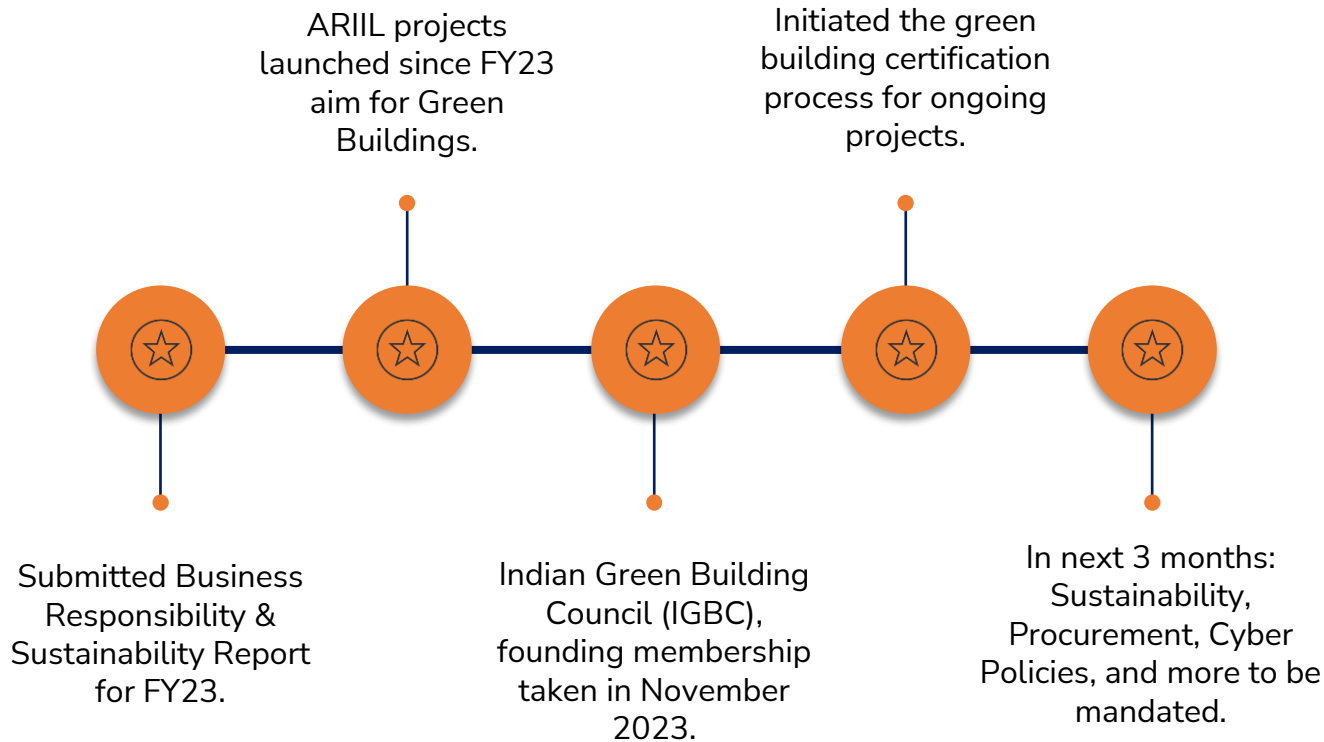 ARIIL projects
launched since FY23
aim for Green
Buildings.
Initiated the green
building certification
process for ongoing
projects.
Submitted Business
Responsibility &
Sustainability Report
for FY23.
Indian Green Building
Council (IGBC),
founding membership
taken in November
2023.
In next 3 months:
Sustainability,
Procurement, Cyber
Policies, and more to be
mandated.